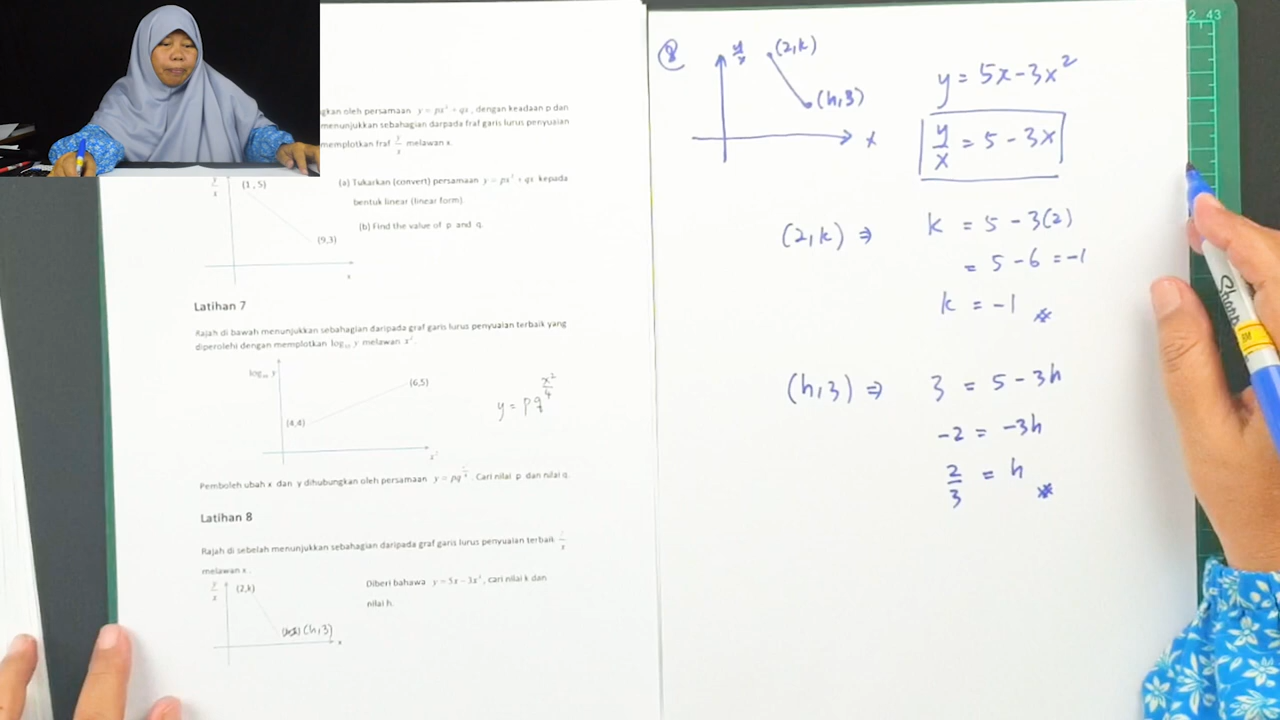 gkan oleh persamaan y = px² + qx, dengan keadaan p dan
menunjukkan sebahagian darpada fraf garis lurus penyuaian
memplotkan fraf y/x melawan x.
y/x
(1, 5)
(9,3)
x
(a) Tukarkan (convert) persamaan y = px² + qx kepada
bentuk linear (linear form)
(b) Find the value of p and q.
Latihan 7
Rajah di bawah menunjukkan sebahagian daripada graf garis lurus penyuaian terbaik yang
diperolehi dengan memplotkan log₁₀ y melawan x².
log₁₀ y
(6,5)
(4,4)
x²
y = pq^(x²/4)
Pemboleh ubah x dan y dihubungkan oleh persamaan y = pq. Cari nilai p dan nilai q.
Latihan 8
Rajah di sebelah menunjukkan sebahagian daripada graf garis lurus penyuaian terbaik y/x
melawan x.
y/x
(2,k)
(h,3)
x
Diberi bahawa y = 5x − 3x², cari nilai k dan
nilai h.
8
y/x
(2,k)
(h,3)
x
y = 5x - 3x²
y/x = 5 - 3x
(2,k) ⇒ k = 5 - 3(2)
= 5 - 6 = -1
k = -1
(h,3) ⇒ 3 = 5 - 3h
-2 = -3h
2/3 = h
43
Sharpie